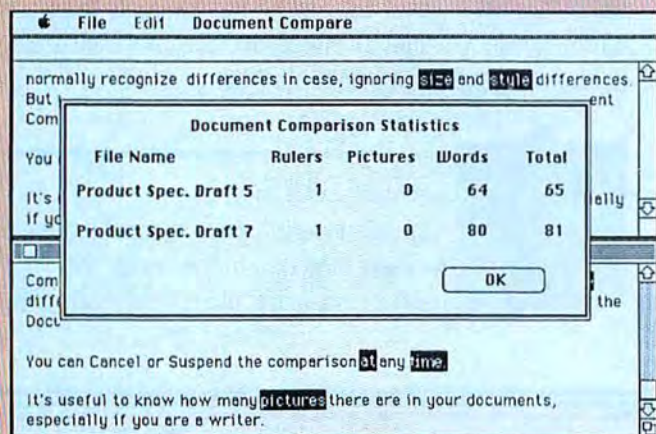 File Edit Document Compare
normally recognize differences in case, ignoring size and style differences.
But ent
Com
Document Comparison Statistics
You
File Name Rulers Pictures Words Total
Product Spec. Draft 5 1 0 64 65
It's ially
if yo
Product Spec. Draft 7 1 0 80 81
OK
Com
diffe the
Docu
You can Cancel or Suspend the comparison at any time.
It's useful to know how many pictures there are in your documents,
especially if you are a writer.